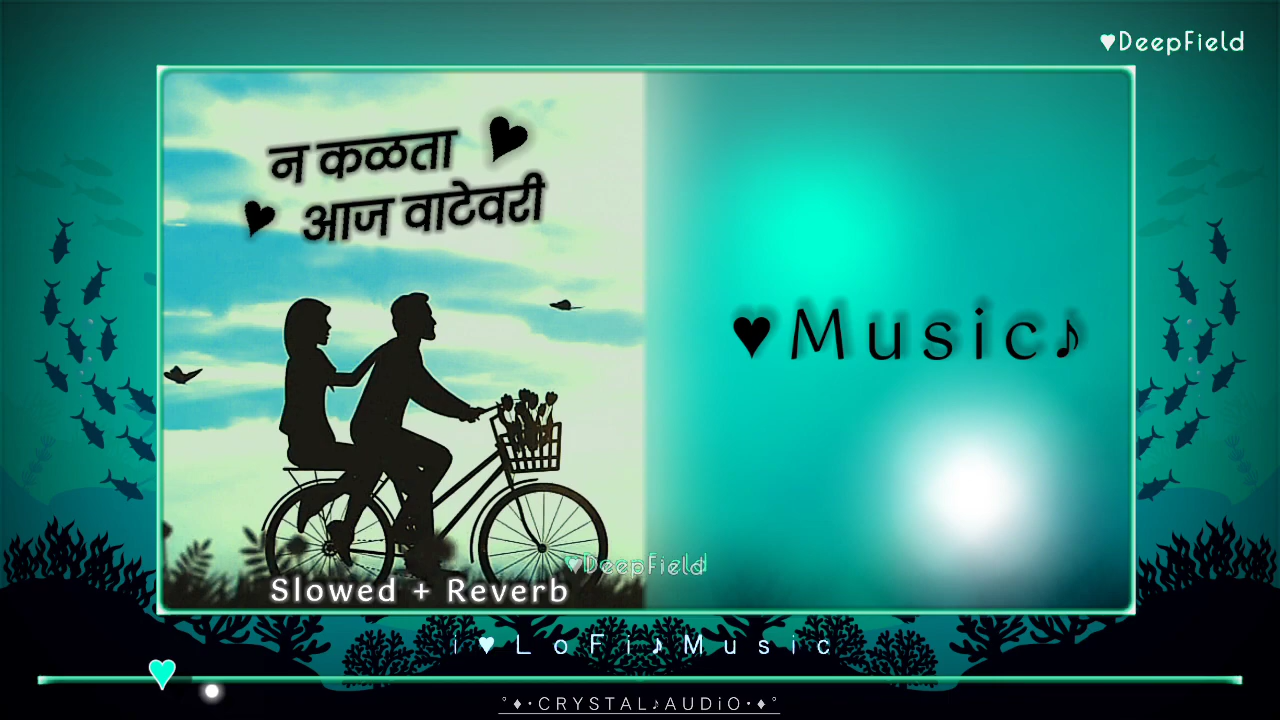 ♥DeepField
न कळता ♥
♥ आज वाटेवरी
♥Music♪
♥DeepField
Slowed + Reverb
i♥LoFi♪Music
°♦·CRYSTAL♪AUDiO·♦°